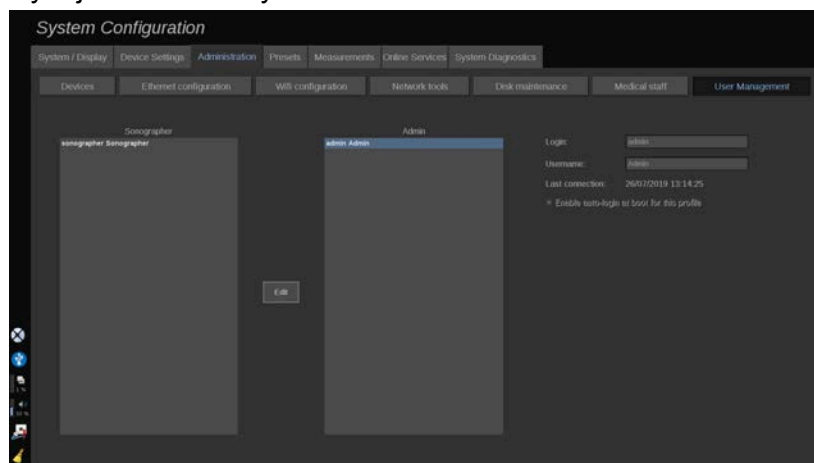 System Configuration
System / Display Device Settings Administration Presets Measurements Online Services System Diagnostics
Devices Ethernet configuration Wifi configuration Network tools Disk maintenance Medical staff User Management
Sonographer Admin
sonographer Sonographer admin Admin
Login: admin
Username: Admin
Last connection: 26/07/2019 13:14:25
Enable auto-login at boot for this profile
Edit